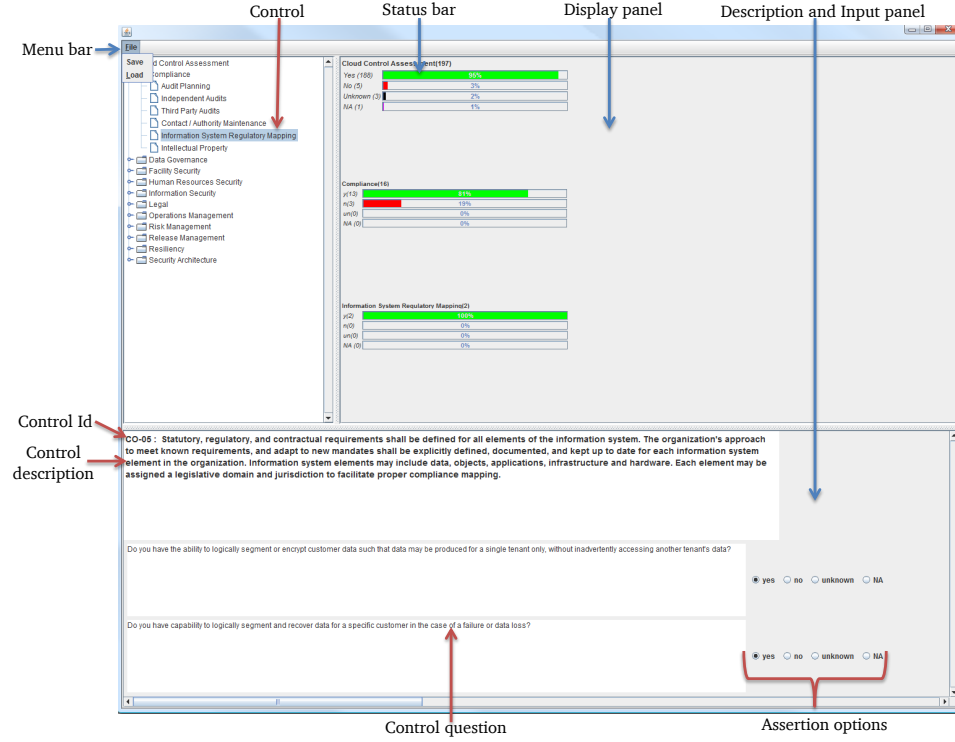 Control
Status bar
Display panel
Description and Input panel
Menu bar
File
Save
Load
d Control Assessment
ompliance
Audit Planning
Independent Audits
Third Party Audits
Contact / Authority Maintenance
Information System Regulatory Mapping
Intellectual Property
Data Governance
Facility Security
Human Resources Security
Information Security
Legal
Operations Management
Risk Management
Release Management
Resiliency
Security Architecture
Cloud Control Assessment(197)
Yes (188)
No (5) 3%
Unknown (3) 2%
NA (1) 1%
Compliance(16)
y(13) 81%
n(3) 19%
un(0) 0%
NA (0) 0%
Information System Regulatory Mapping(2)
y(2) 100%
n(0) 0%
un(0) 0%
NA (0) 0%
Control Id
Control
description
CO-05 : Statutory, regulatory, and contractual requirements shall be defined for all elements of the information system. The organization's approach
to meet known requirements, and adapt to new mandates shall be explicitly defined, documented, and kept up to date for each information system
element in the organization. Information system elements may include data, objects, applications, infrastructure and hardware. Each element may be
assigned a legislative domain and jurisdiction to facilitate proper compliance mapping.
Do you have the ability to logically segment or encrypt customer data such that data may be produced for a single tenant only, without inadvertently accessing another tenant's data?
yes no unknown NA
Do you have capability to logically segment and recover data for a specific customer in the case of a failure or data loss?
yes no unknown NA
Control question
Assertion options